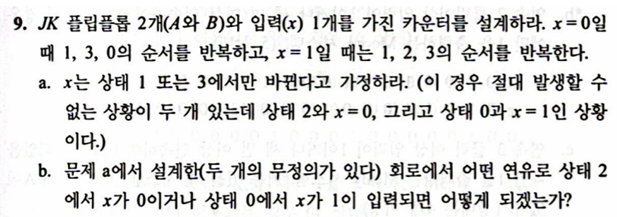 9. JK 플립플롭 2개(A와 B)와 입력(x) 1개를 가진 카운터를 설계하라. x=0일
때 1, 3, 0의 순서를 반복하고, x=1일 때는 1, 2, 3의 순서를 반복한다.
a. x는 상태 1 또는 3에서만 바뀐다고 가정하라. (이 경우 절대 발생할 수
없는 상황이 두 개 있는데 상태 2와 x=0, 그리고 상태 0과 x=1인 상황
이다.)
b. 문제 a에서 설계한(두 개의 무정의가 있다) 회로에서 어떤 연유로 상태 2
에서 x가 0이거나 상태 0에서 x가 1이 입력되면 어떻게 되겠는가?